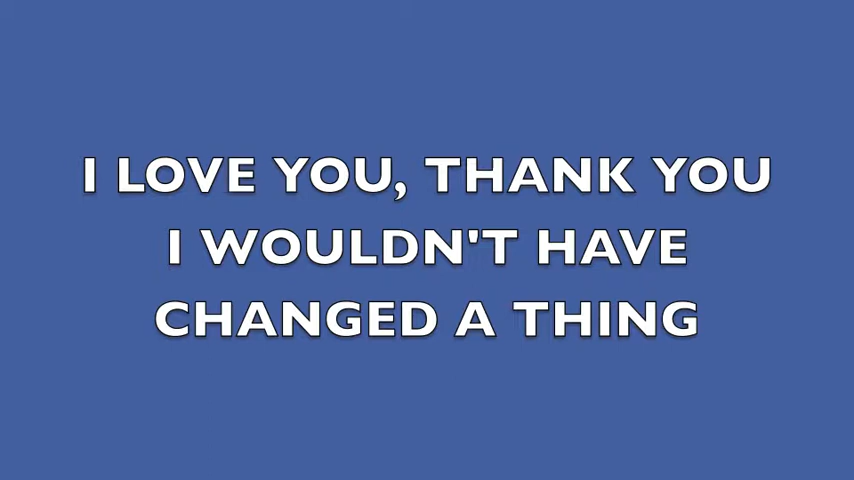 I LOVE YOU, THANK YOU
I WOULDN'T HAVE
CHANGED A THING